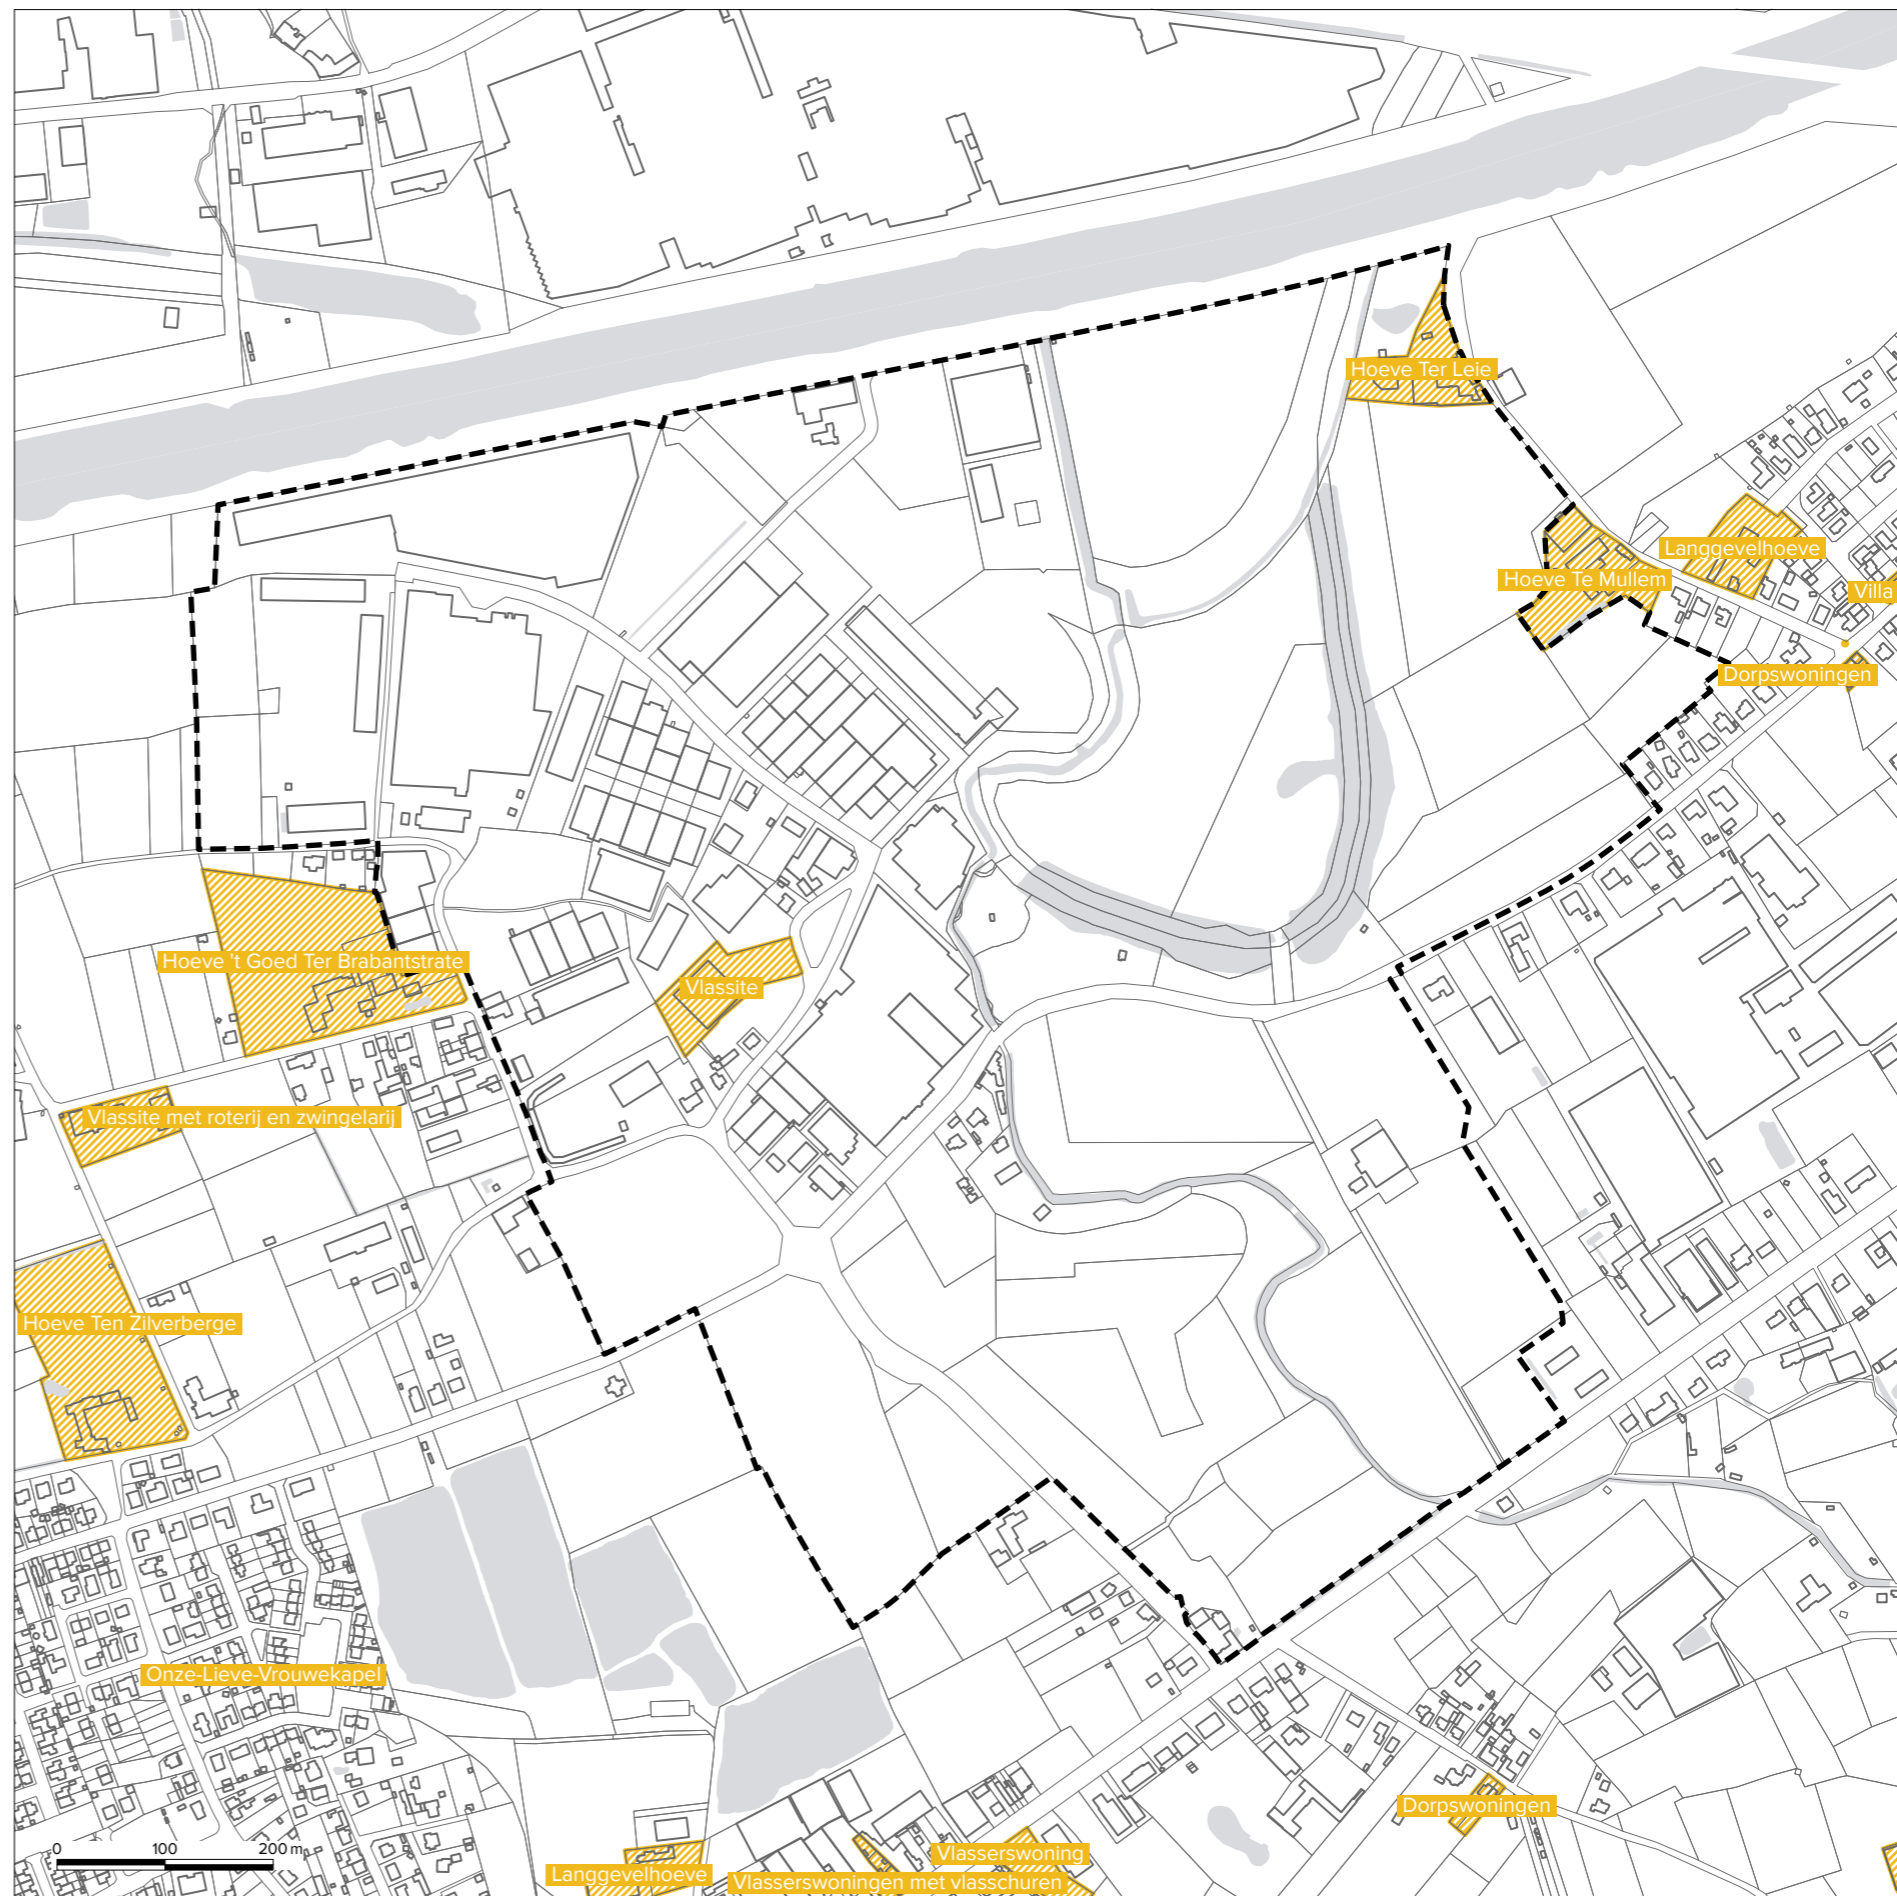 Hoeve Ter Leie
Langgevelhoeve
Hoeve Te Mullem
Villa
Dorpswoningen
Hoeve 't Goed Ter Brabantstrate
Vlassite
Vlassite met roterij en zwingelarij
Hoeve Ten Zilverberge
Onze-Lieve-Vrouwekapel
Dorpswoningen
0 100 200 m
Vlasserswoning
Langgevelhoeve
Vlasserswoningen met vlasschuren